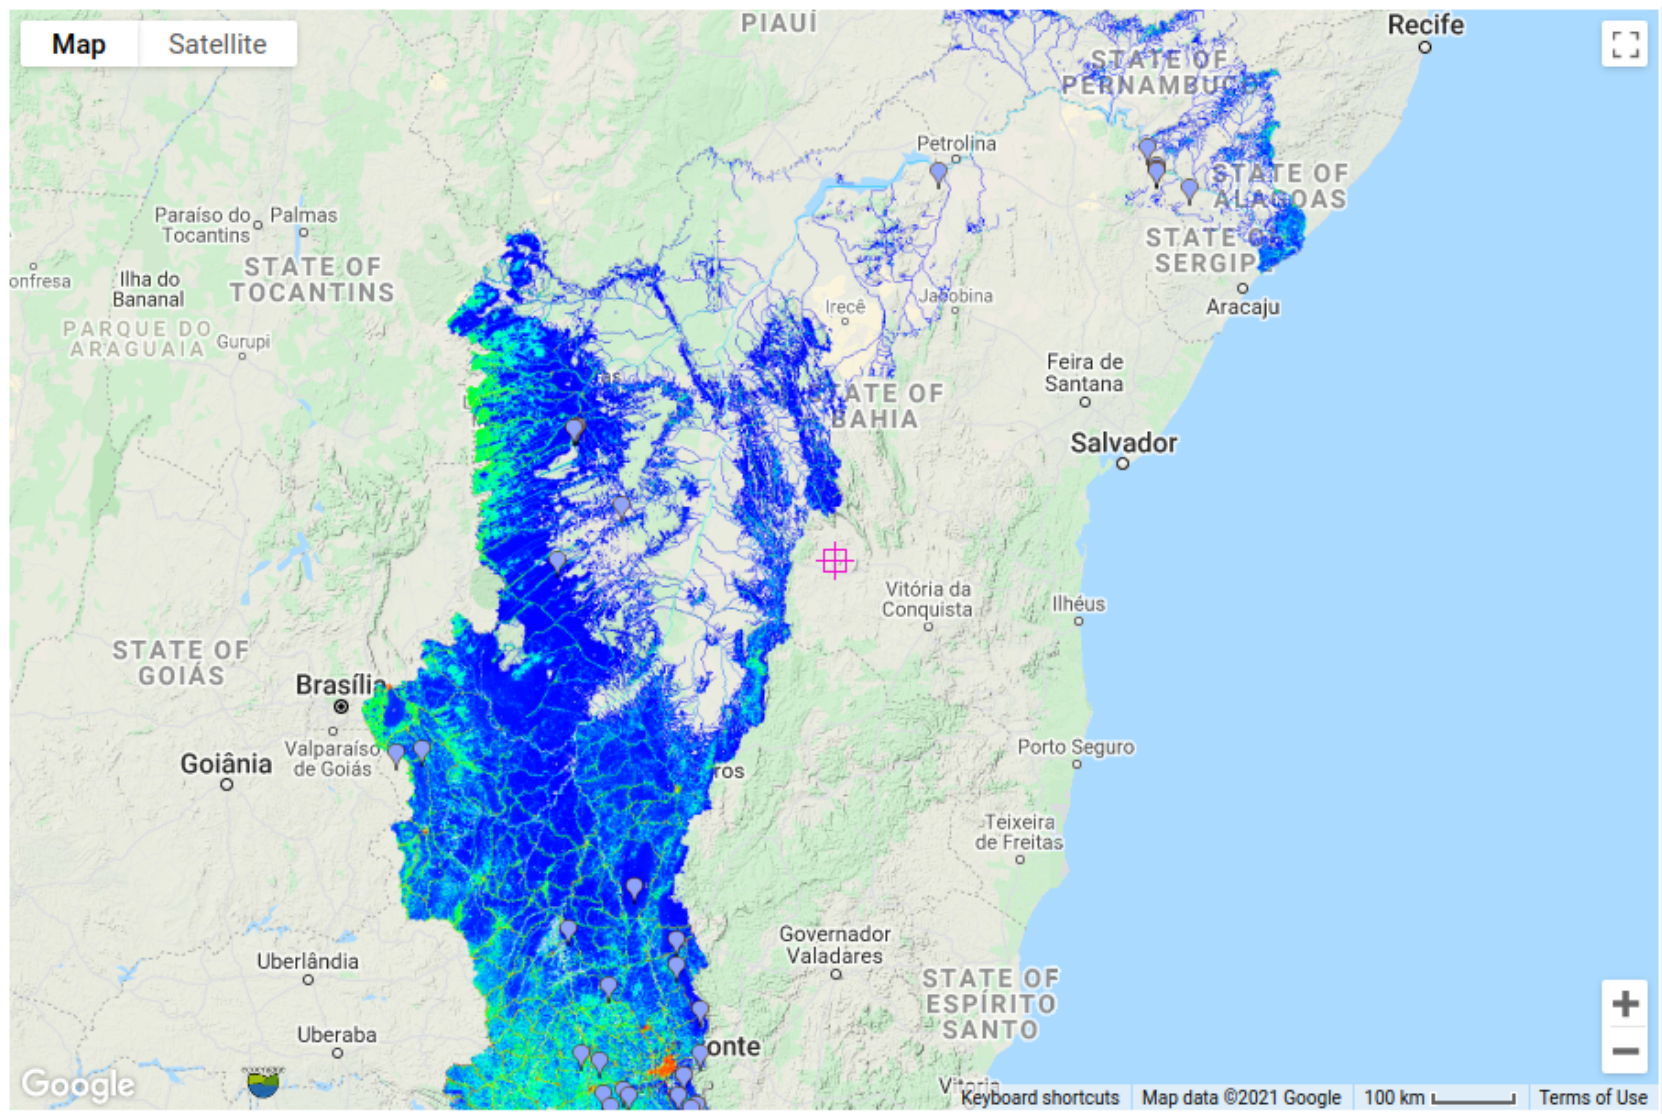 Map
Satellite
PIAUÍ
Recife
STATE OF
PERNAMBUC
Petrolina
STATE OF
ALAGOAS
Paraíso do
Tocantins
Palmas
STATE OF
SERGIPE
onfresa
Ilha do
Bananal
STATE OF
TOCANTINS
Aracaju
Irecê
Jacobina
PARQUE DO
ARAGUAIA
Gurupi
Feira de
Santana
STATE OF
BAHIA
Salvador
Vitória da
Conquista
Ilhéus
STATE OF
GOIÁS
Brasília
Valparaíso
de Goiás
Goiânia
Porto Seguro
ros
Teixeira
de Freitas
Governador
Valadares
Uberlândia
STATE OF
ESPÍRITO
SANTO
Uberaba
onte
Google
Vitoria
Keyboard shortcuts
Map data ©2021 Google
100 km
Terms of Use